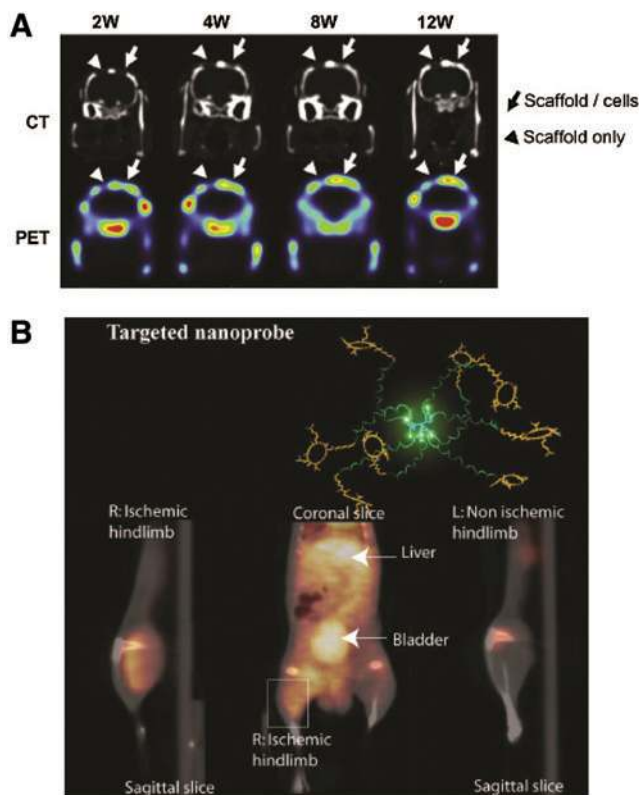 A
2W 4W 8W 12W
CT
Scaffold / cells
Scaffold only
PET
B
Targeted nanoprobe
R: Ischemic
hindlimb
Coronal slice
L: Non ischemic
hindlimb
Liver
Bladder
R: Ischemic
hindlimb
Sagittal slice
Sagittal slice